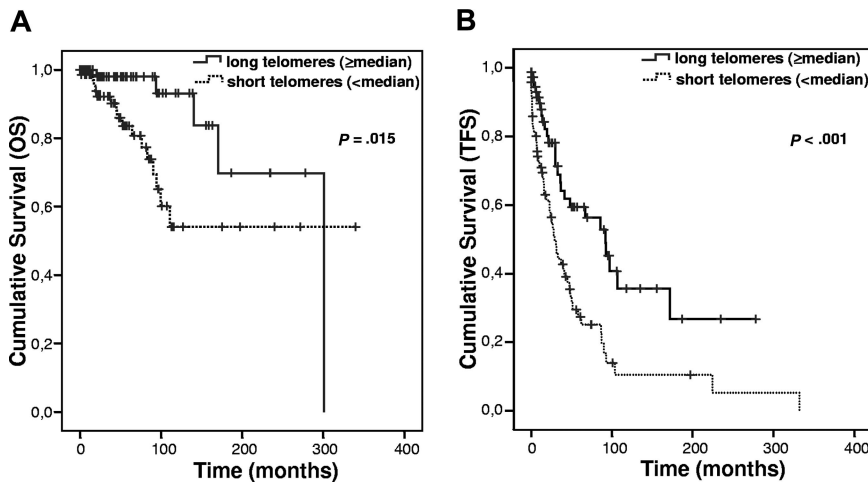 A
long telomeres (≥median)
short telomeres (<median)
P = .015
Cumulative Survival (OS)
1,0
0,8
0,6
0,4
0,2
0,0
0
100
200
300
400
Time (months)
B
long telomeres (≥median)
short telomeres (<median)
P < .001
Cumulative Survival (TFS)
1,0
0,8
0,6
0,4
0,2
0,0
0
100
200
300
400
Time (months)